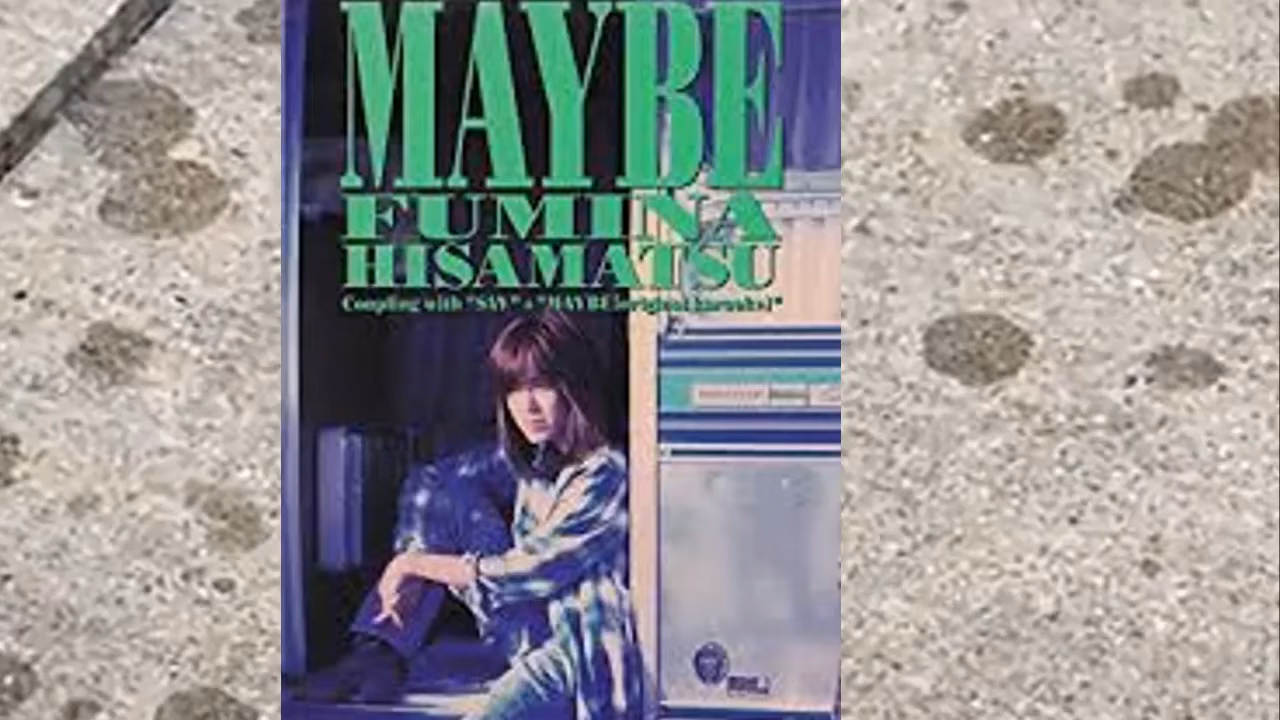 MAYBE
FUMINA
HISAMATSU
Coupling with "SAY" & "MAYBE (original karaoke)"